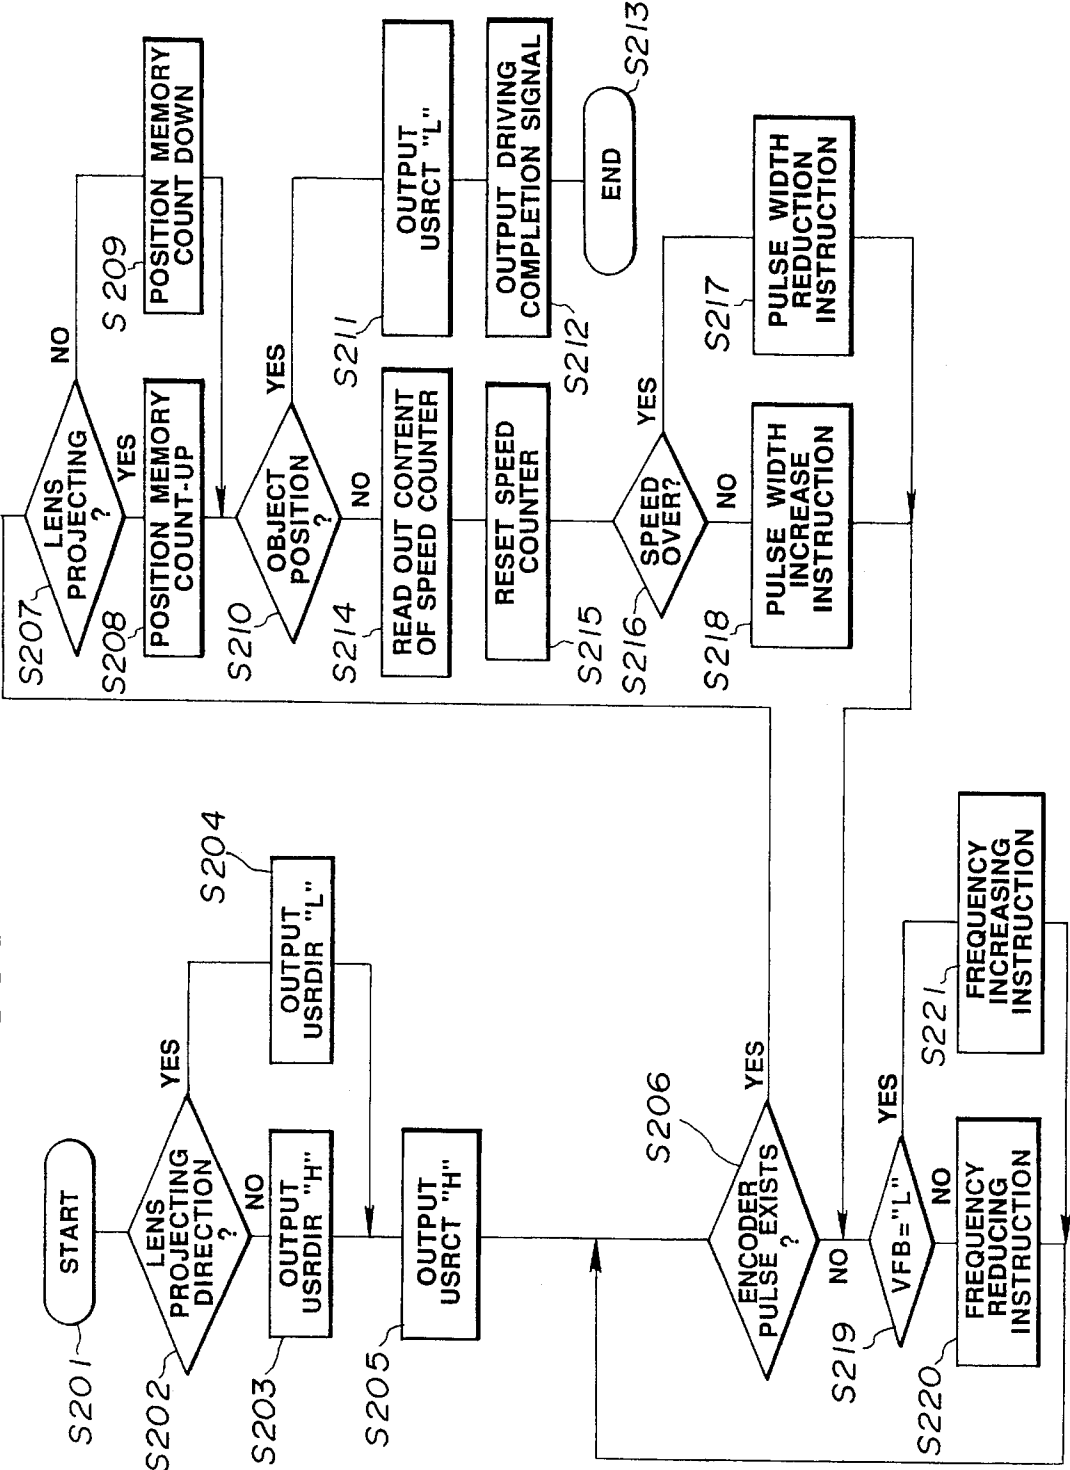 S201
START
S202
LENS
PROJECTING
DIRECTION
?
YES
NO
S203
OUTPUT
USRDIR "H"
S204
OUTPUT
USRDIR "L"
S205
OUTPUT
USRCT "H"
S206
ENCODER
PULSE EXISTS
?
YES
NO
S219
VFB="L"
YES
NO
S220
FREQUENCY
REDUCING
INSTRUCTION
S221
FREQUENCY
INCREASING
INSTRUCTION
S207
LENS
PROJECTING
?
NO
YES
S208
POSITION MEMORY
COUNT-UP
S209
POSITION MEMORY
COUNT DOWN
S210
OBJECT
POSITION
?
YES
NO
S211
OUTPUT
USRCT "L"
S212
OUTPUT DRIVING
COMPLETION SIGNAL
S213
END
S214
READ OUT CONTENT
OF SPEED COUNTER
S215
RESET SPEED
COUNTER
S216
SPEED
OVER?
YES
NO
S217
PULSE WIDTH
REDUCTION
INSTRUCTION
S218
PULSE WIDTH
INCREASE
INSTRUCTION